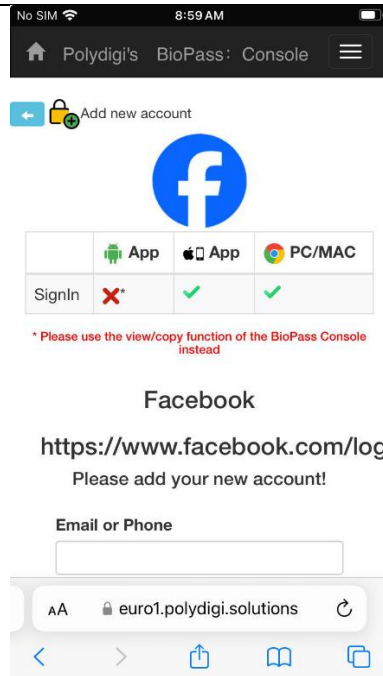 No SIM 8:59 AM
Polydigi's BioPass: Console
Add new account
App App PC/MAC
SignIn *
* Please use the view/copy function of the BioPass Console
instead
Facebook
https://www.facebook.com/log
Please add your new account!
Email or Phone
AA euro1.polydigi.solutions